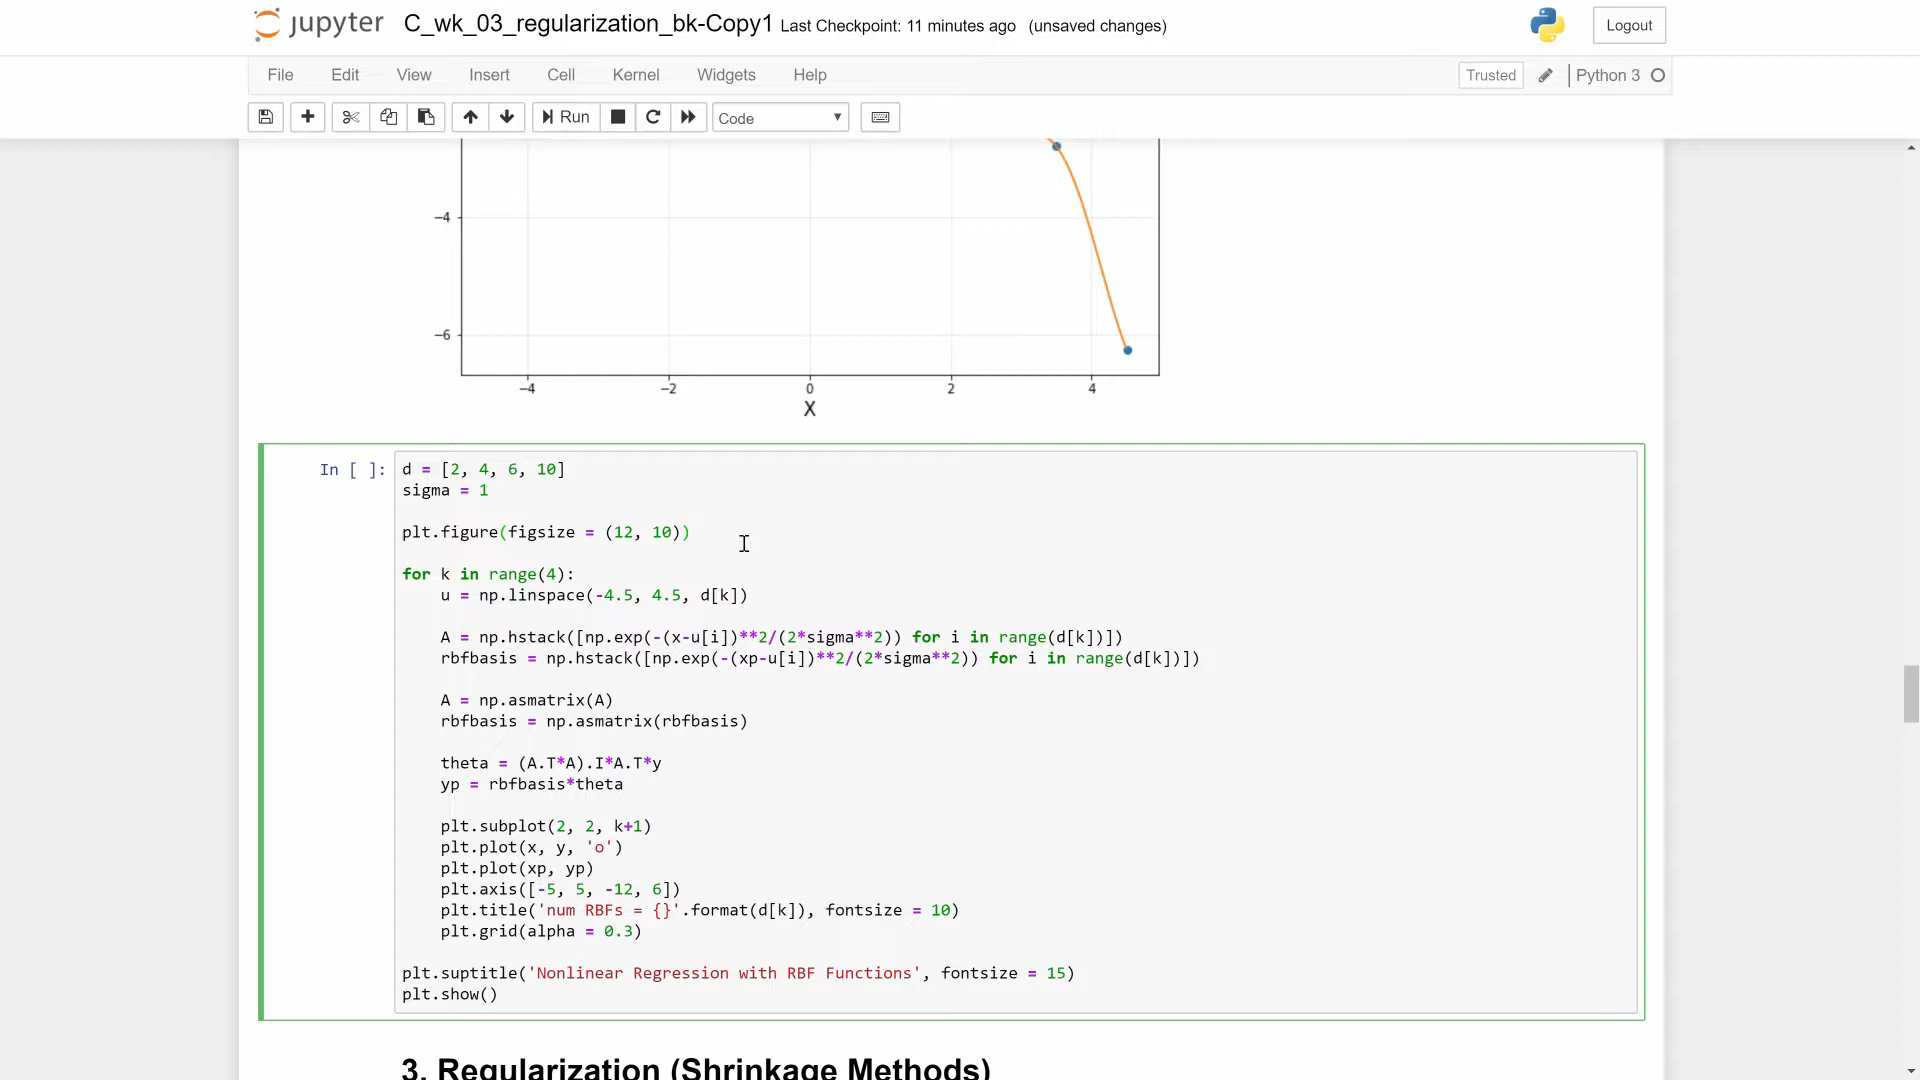 jupyter C_wk_03_regularization_bk-Copy1 Last Checkpoint: 11 minutes ago (unsaved changes) Logout
File Edit View Insert Cell Kernel Widgets Help Trusted Python 3
Run Code
−4
−6
−4 −2 0 2 4
X
In [ ]:
d = [2, 4, 6, 10]
sigma = 1
plt.figure(figsize = (12, 10))
for k in range(4):
    u = np.linspace(-4.5, 4.5, d[k])
    A = np.hstack([np.exp(-(x-u[i])**2/(2*sigma**2)) for i in range(d[k])])
    rbfbasis = np.hstack([np.exp(-(xp-u[i])**2/(2*sigma**2)) for i in range(d[k])])
    A = np.asmatrix(A)
    rbfbasis = np.asmatrix(rbfbasis)
    theta = (A.T*A).I*A.T*y
    yp = rbfbasis*theta
    plt.subplot(2, 2, k+1)
    plt.plot(x, y, 'o')
    plt.plot(xp, yp)
    plt.axis([-5, 5, -12, 6])
    plt.title('num RBFs = {}'.format(d[k]), fontsize = 10)
    plt.grid(alpha = 0.3)
plt.suptitle('Nonlinear Regression with RBF Functions', fontsize = 15)
plt.show()
3. Regularization (Shrinkage Methods)